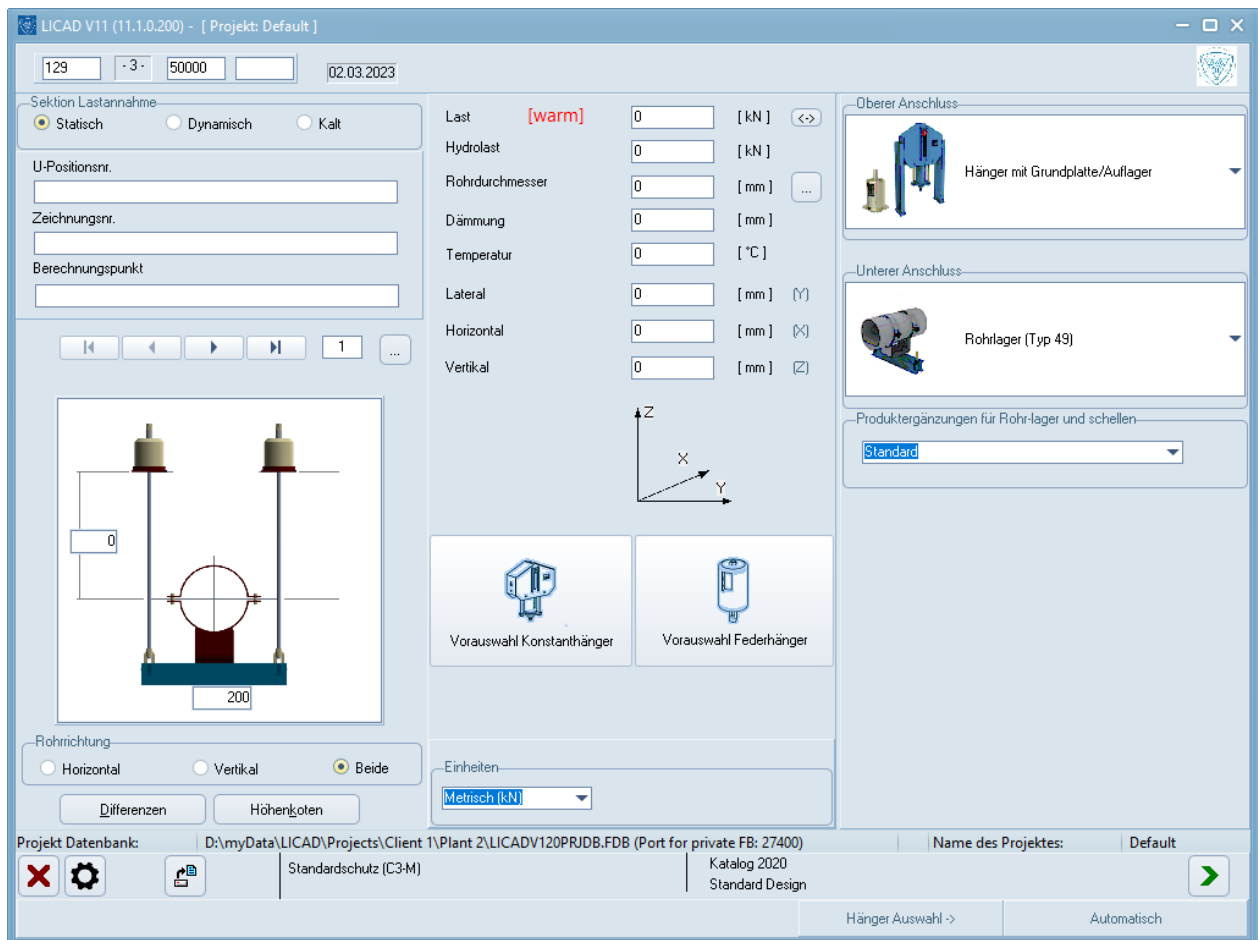 LICAD V11 (11.1.0.200) - [ Projekt: Default ]
129 - 3 - 50000 02.03.2023
Sektion Lastannahme
Statisch Dynamisch Kalt
U-Positionsnr.
Zeichnungsnr.
Berechnungspunkt
1 ...
0
200
Rohrrichtung
Horizontal Vertikal Beide
Differenzen Höhenkoten
Last [warm] 0 [ kN ] <->
Hydrolast 0 [ kN ]
Rohrdurchmesser 0 [ mm ] ...
Dämmung 0 [ mm ]
Temperatur 0 [ °C ]
Lateral 0 [ mm ] (Y)
Horizontal 0 [ mm ] (X)
Vertikal 0 [ mm ] (Z)
Z
X
Y
Vorauswahl Konstanthänger Vorauswahl Federhänger
Einheiten
Metrisch (kN)
Oberer Anschluss
Hänger mit Grundplatte/Auflager
Unterer Anschluss
Rohrlager (Typ 49)
Produktergänzungen für Rohr-lager und schellen
Standard
Projekt Datenbank: D:\myData\LICAD\Projects\Client 1\Plant 2\LICADV120PRJDB.FDB (Port for private FB: 27400) Name des Projektes: Default
Standardschutz (C3-M) Katalog 2020
Standard Design
Hänger Auswahl -> Automatisch